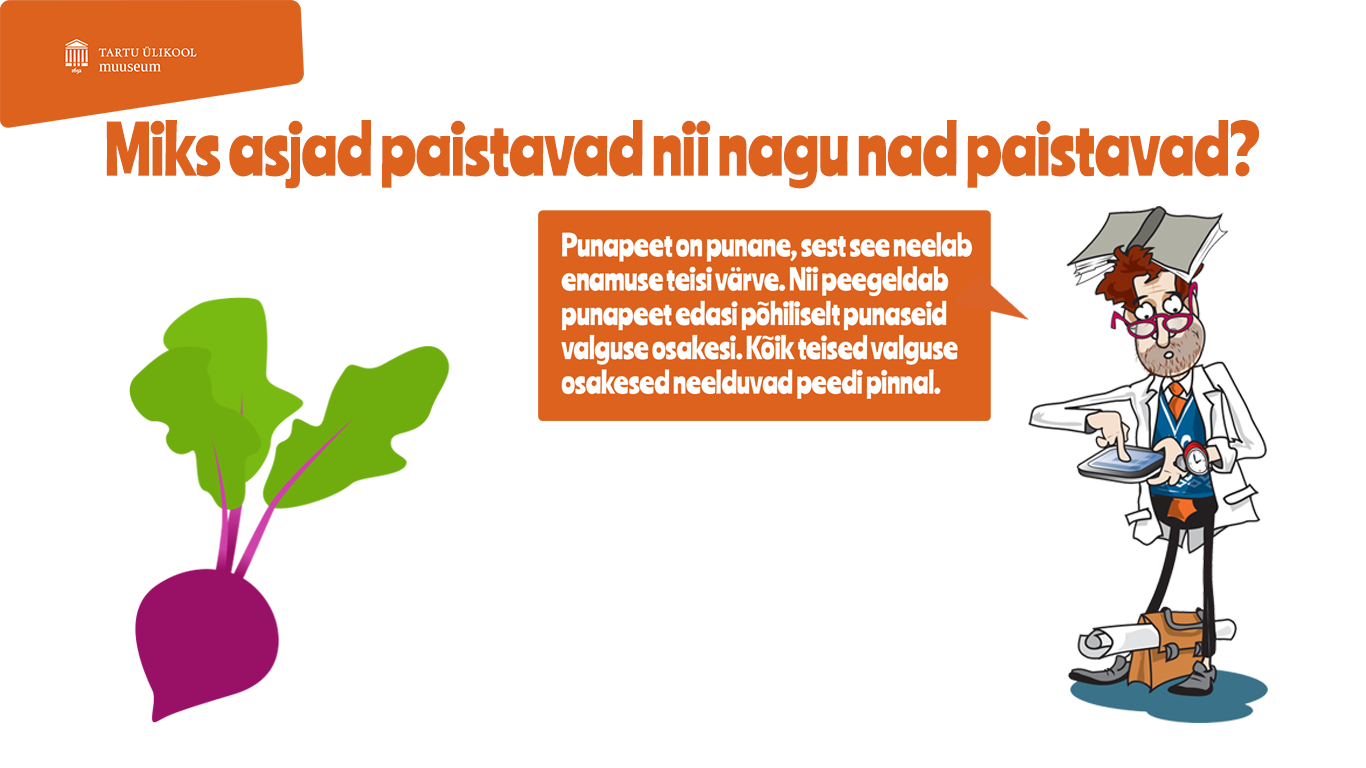 TARTU ÜLIKOOL
muuseum
1632
Miks asjad paistavad nii nagu nad paistavad?
Punapeet on punane, sest see neelab
enamuse teisi värve. Nii peegeldab
punapeet edasi põhiliselt punaseid
valguse osakesi. Kõik teised valguse
osakesed neelduvad peedi pinnal.